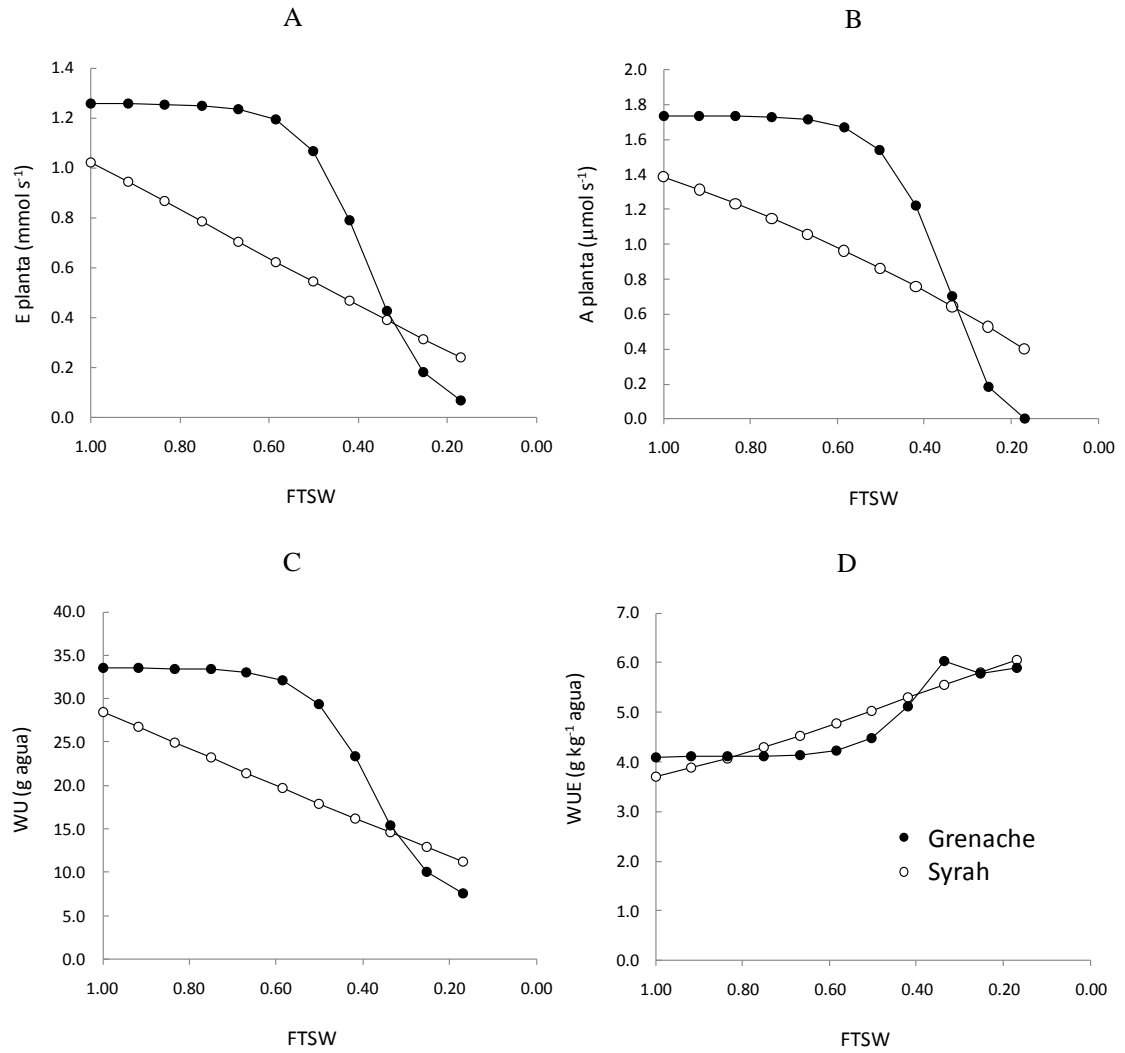 A
E planta (mmol s⁻¹)
1.4
1.2
1.0
0.8
0.6
0.4
0.2
0.0
1.00 0.80 0.60 0.40 0.20 0.00
FTSW
B
A planta (µmol s⁻¹)
2.0
1.8
1.6
1.4
1.2
1.0
0.8
0.6
0.4
0.2
0.0
1.00 0.80 0.60 0.40 0.20 0.00
FTSW
C
WU (g agua)
40.0
35.0
30.0
25.0
20.0
15.0
10.0
5.0
0.0
1.00 0.80 0.60 0.40 0.20 0.00
FTSW
D
WUE (g kg⁻¹ agua)
7.0
6.0
5.0
4.0
3.0
2.0
1.0
0.0
Grenache
Syrah
1.00 0.80 0.60 0.40 0.20 0.00
FTSW